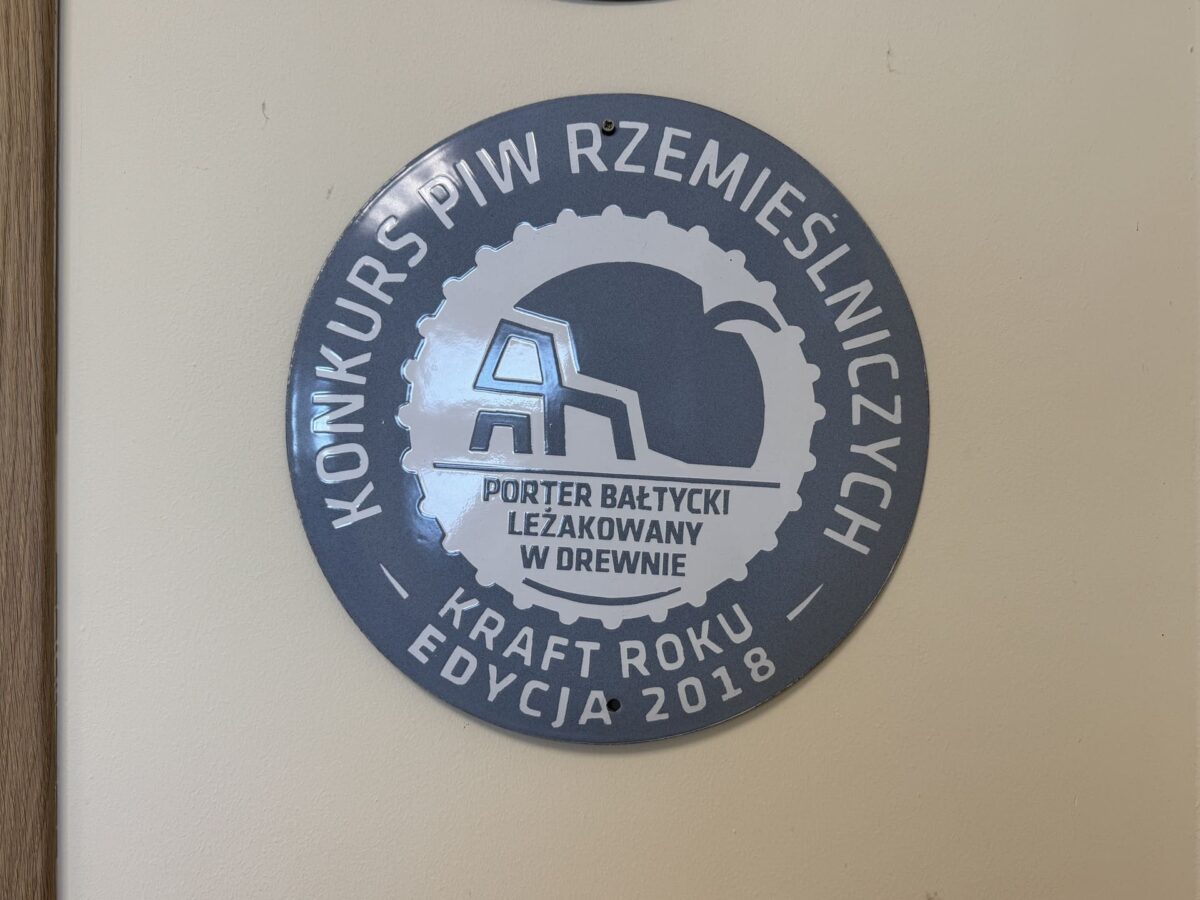 KONKURS PIW RZEMIEŚLNICZYCH
PORTER BAŁTYCKI
LEŻAKOWANY
W DREWNIE
KRAFT ROKU
EDYCJA 2018